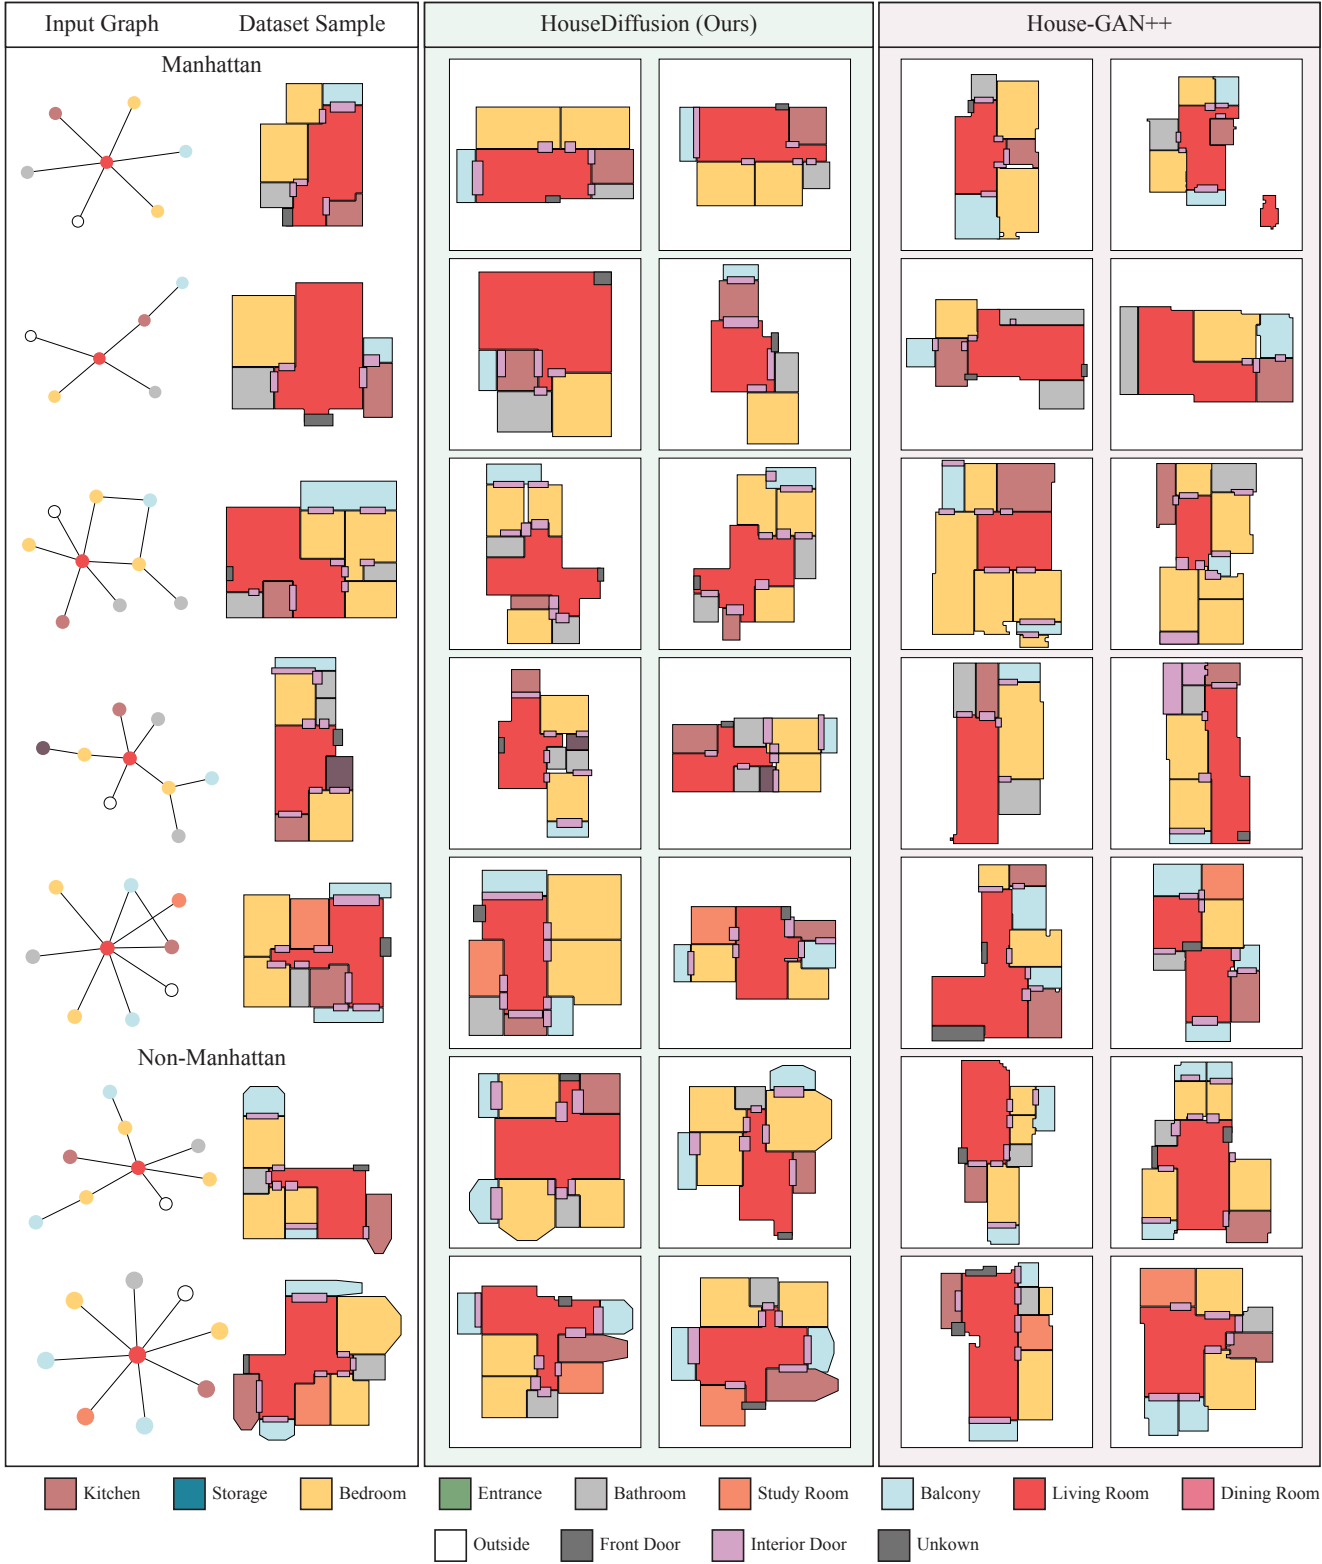 Input Graph
Dataset Sample
HouseDiffusion (Ours)
House-GAN++
Manhattan
Non-Manhattan
Kitchen
Storage
Bedroom
Entrance
Bathroom
Study Room
Balcony
Living Room
Dining Room
Outside
Front Door
Interior Door
Unkown